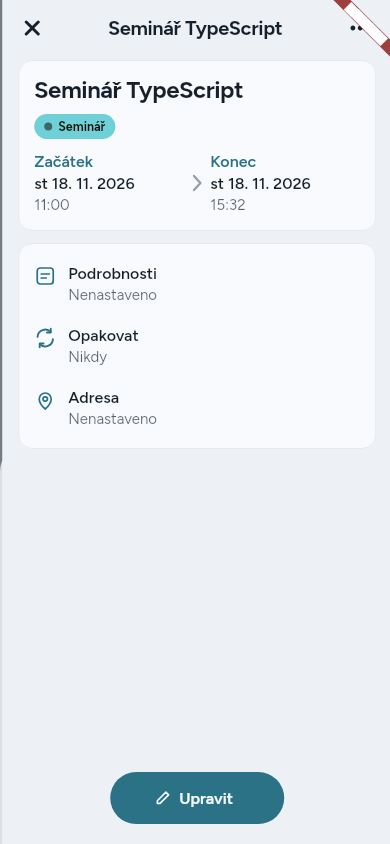 Seminář TypeScript
Seminář TypeScript
Seminář
Začátek
st 18. 11. 2026
11:00
Konec
st 18. 11. 2026
15:32
Podrobnosti
Nenastaveno
Opakovat
Nikdy
Adresa
Nenastaveno
Upravit